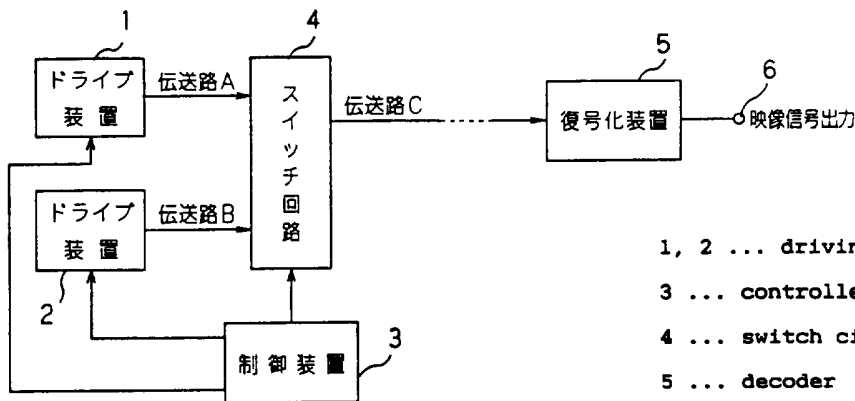 1
4
ドライブ
装置
伝送路A
スイッチ回路
伝送路C
5
復号化装置
6
映像信号出力
ドライブ
装置
伝送路B
2
制御装置
3
1, 2 ...
3 ...
4 ... switch
5 ... decoder